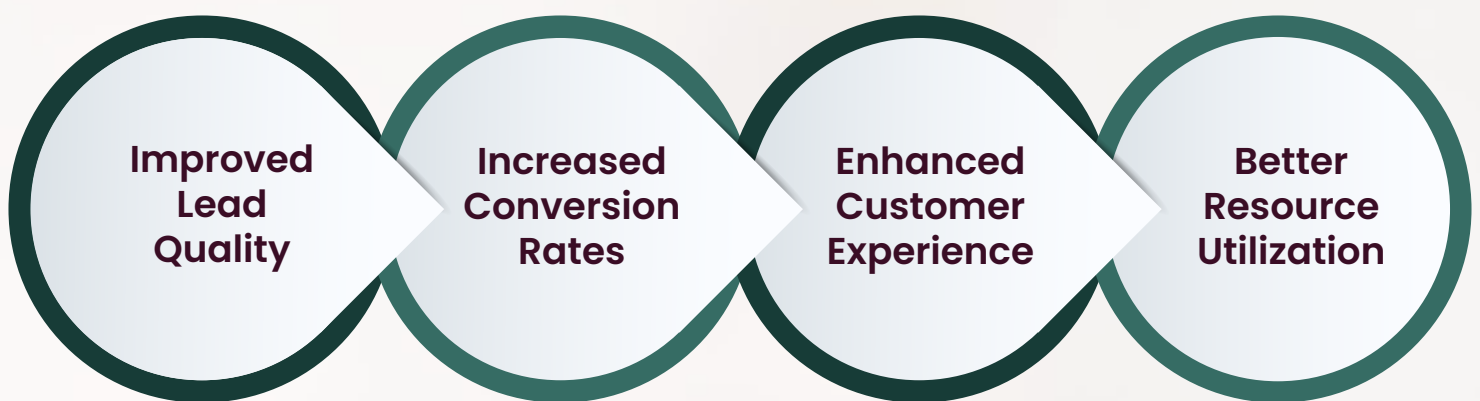 Improved
Lead
Quality
Increased
Conversion
Rates
Enhanced
Customer
Experience
Better
Resource
Utilization